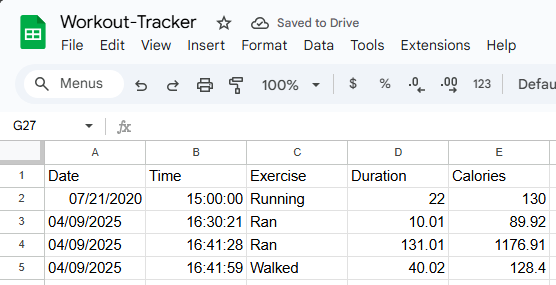 Workout-Tracker Saved to Drive
File Edit View Insert Format Data Tools Extensions Help
Menus 100% $ % .0 .00 123 Defau
G27 fx
A B C D E
1 Date Time Exercise Duration Calories
2 07/21/2020 15:00:00 Running 22 130
3 04/09/2025 16:30:21 Ran 10.01 89.92
4 04/09/2025 16:41:28 Ran 131.01 1176.91
5 04/09/2025 16:41:59 Walked 40.02 128.4